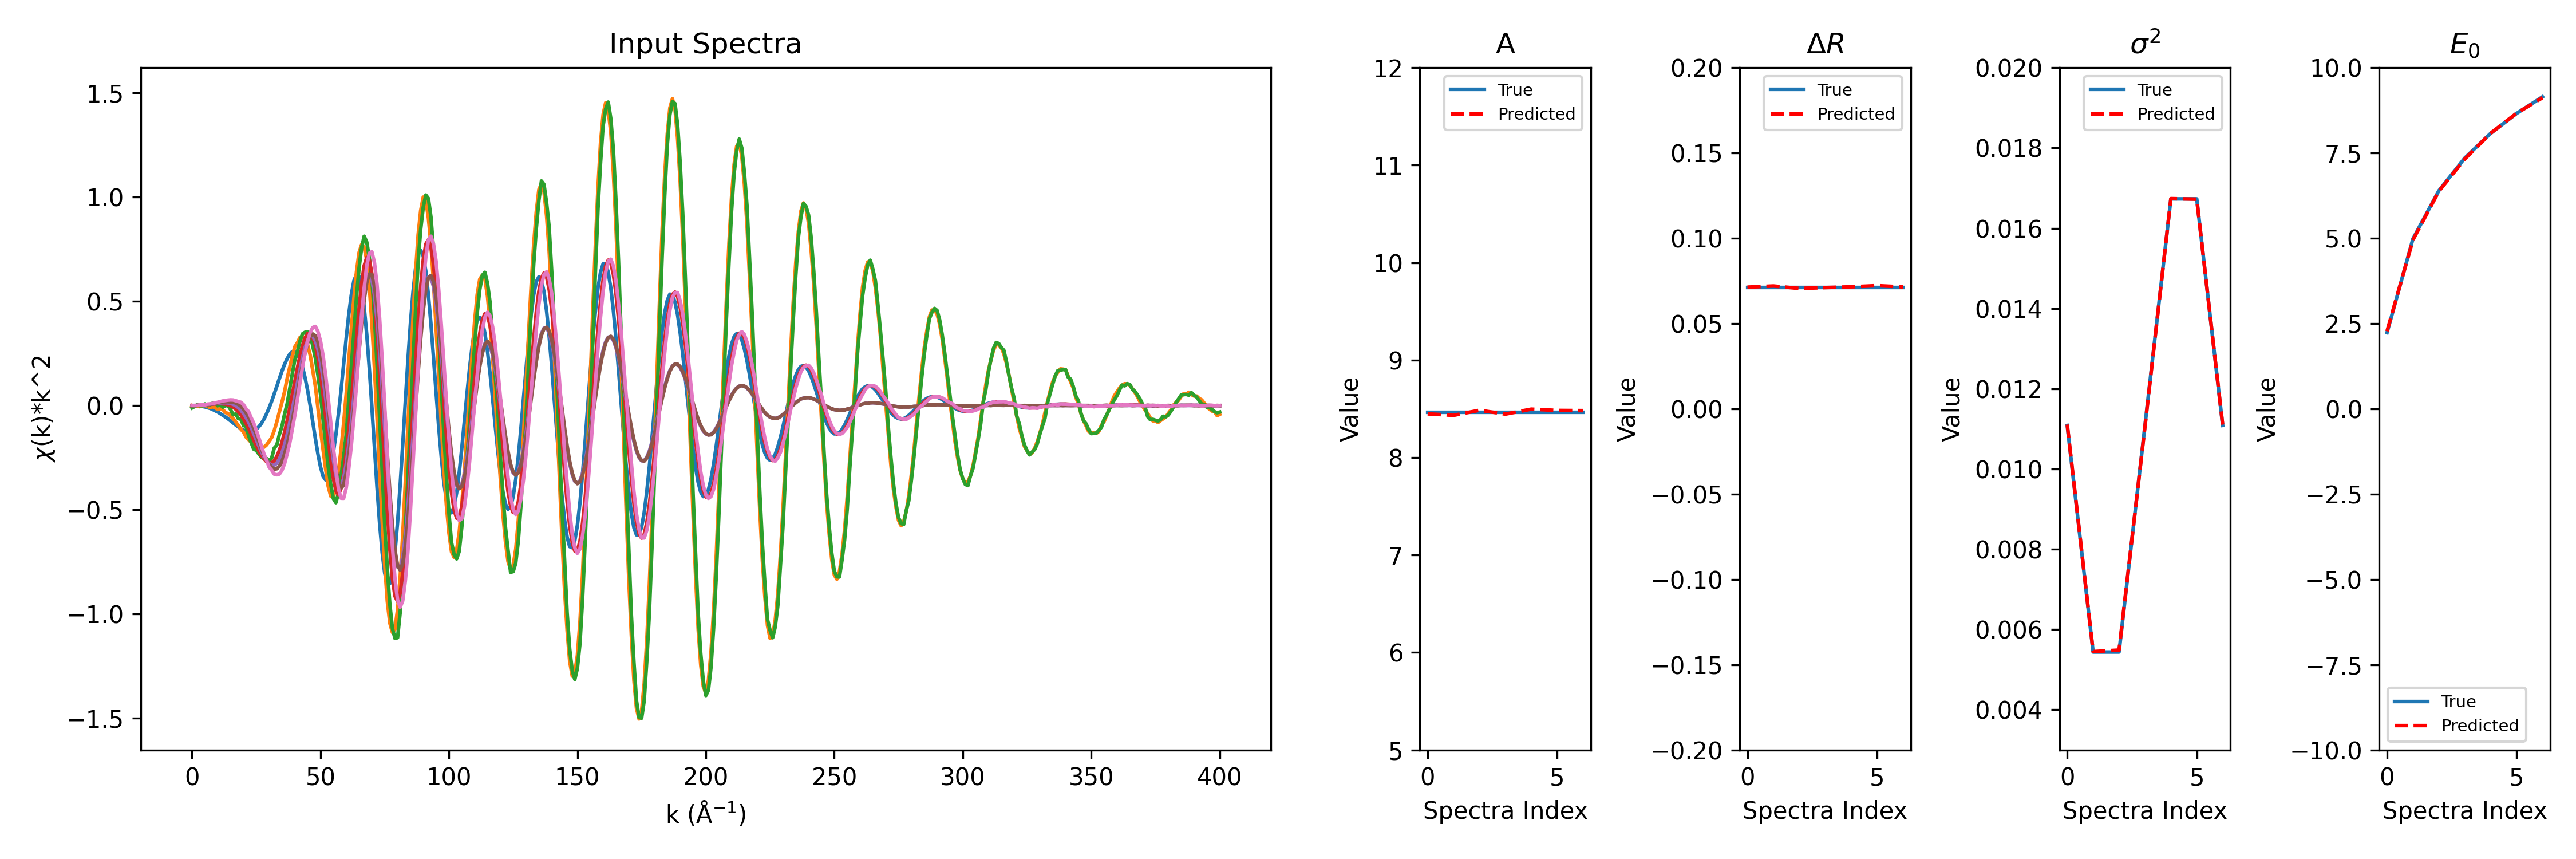 Input Spectra
1.5
1.0
0.5
0.0
−0.5
−1.0
−1.5
χ(k)*k^2
0 50 100 150 200 250 300 350 400
k (Å⁻¹)
A
12
11
10
9
8
7
6
5
Value
True
Predicted
0 5
Spectra Index
ΔR
0.20
0.15
0.10
0.05
0.00
−0.05
−0.10
−0.15
−0.20
Value
True
Predicted
0 5
Spectra Index
σ²
0.020
0.018
0.016
0.014
0.012
0.010
0.008
0.006
0.004
Value
True
Predicted
0 5
Spectra Index
E₀
10.0
7.5
5.0
2.5
0.0
−2.5
−5.0
−7.5
−10.0
Value
True
Predicted
0 5
Spectra Index